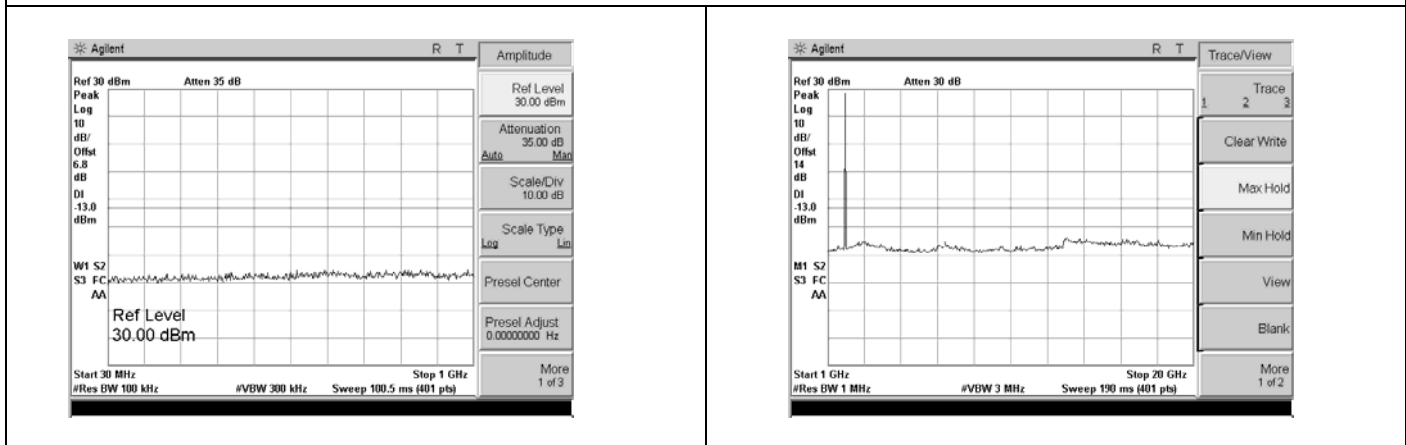 Agilent R T
Ref 30 dBm Atten 35 dB
Peak
Log
10
dB/
Offst
6.8
dB
DI
-13.0
dBm
W1 S2
S3 FC
AA
Ref Level
30.00 dBm
Start 30 MHz Stop 1 GHz
#Res BW 100 kHz #VBW 300 kHz Sweep 100.5 ms (401 pts)
Amplitude
Ref Level
30.00 dBm
Attenuation
35.00 dB
Auto Man
Scale/Div
10.00 dB
Scale Type
Log Lin
Presel Center
Presel Adjust
0.00000000 Hz
More
1 of 3
Agilent R T
Ref 30 dBm Atten 30 dB
Peak
Log
10
dB/
Offst
14
dB
DI
-13.0
dBm
M1 S2
S3 FC
AA
Start 1 GHz Stop 20 GHz
#Res BW 1 MHz #VBW 3 MHz Sweep 190 ms (401 pts)
Trace/View
Trace
1 2 3
Clear Write
Max Hold
Min Hold
View
Blank
More
1 of 2